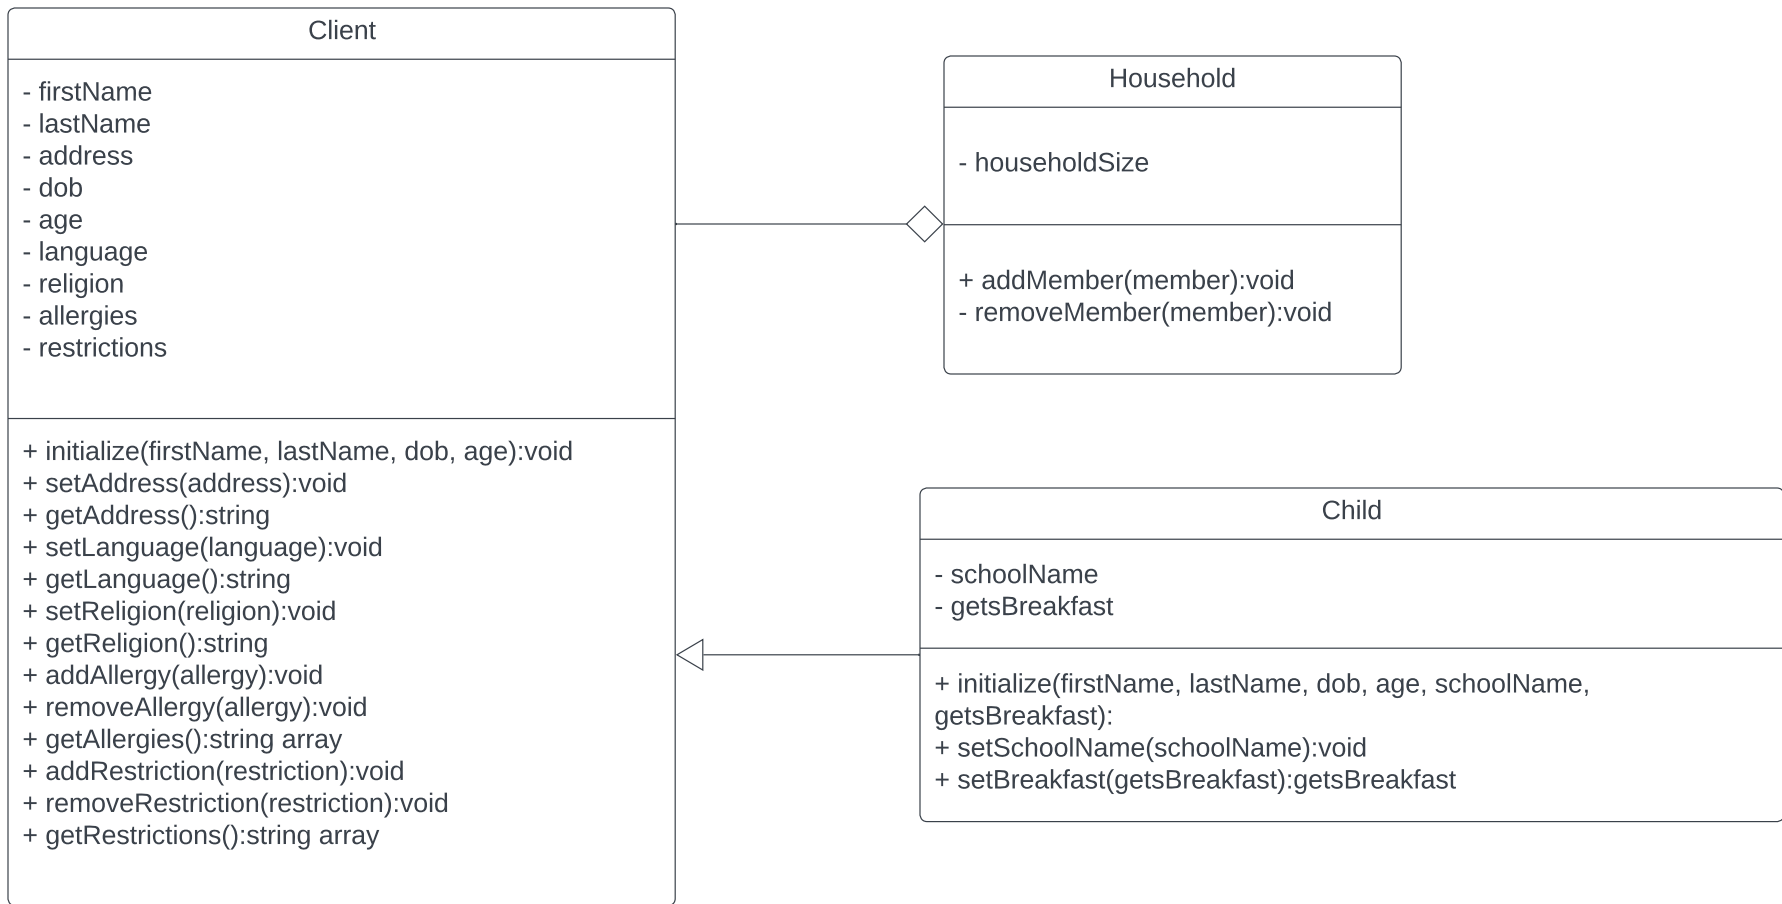 Client
- firstName
- lastName
- address
- dob
- age
- language
- religion
- allergies
- restrictions
+ initialize(firstName, lastName, dob, age):void
+ setAddress(address):void
+ getAddress():string
+ setLanguage(language):void
+ getLanguage():string
+ setReligion(religion):void
+ getReligion():string
+ addAllergy(allergy):void
+ removeAllergy(allergy):void
+ getAllergies():string array
+ addRestriction(restriction):void
+ removeRestriction(restriction):void
+ getRestrictions():string array
Household
- householdSize
+ addMember(member):void
- removeMember(member):void
Child
- schoolName
- getsBreakfast
+ initialize(firstName, lastName, dob, age, schoolName,
getsBreakfast):
+ setSchoolName(schoolName):void
+ setBreakfast(getsBreakfast):getsBreakfast